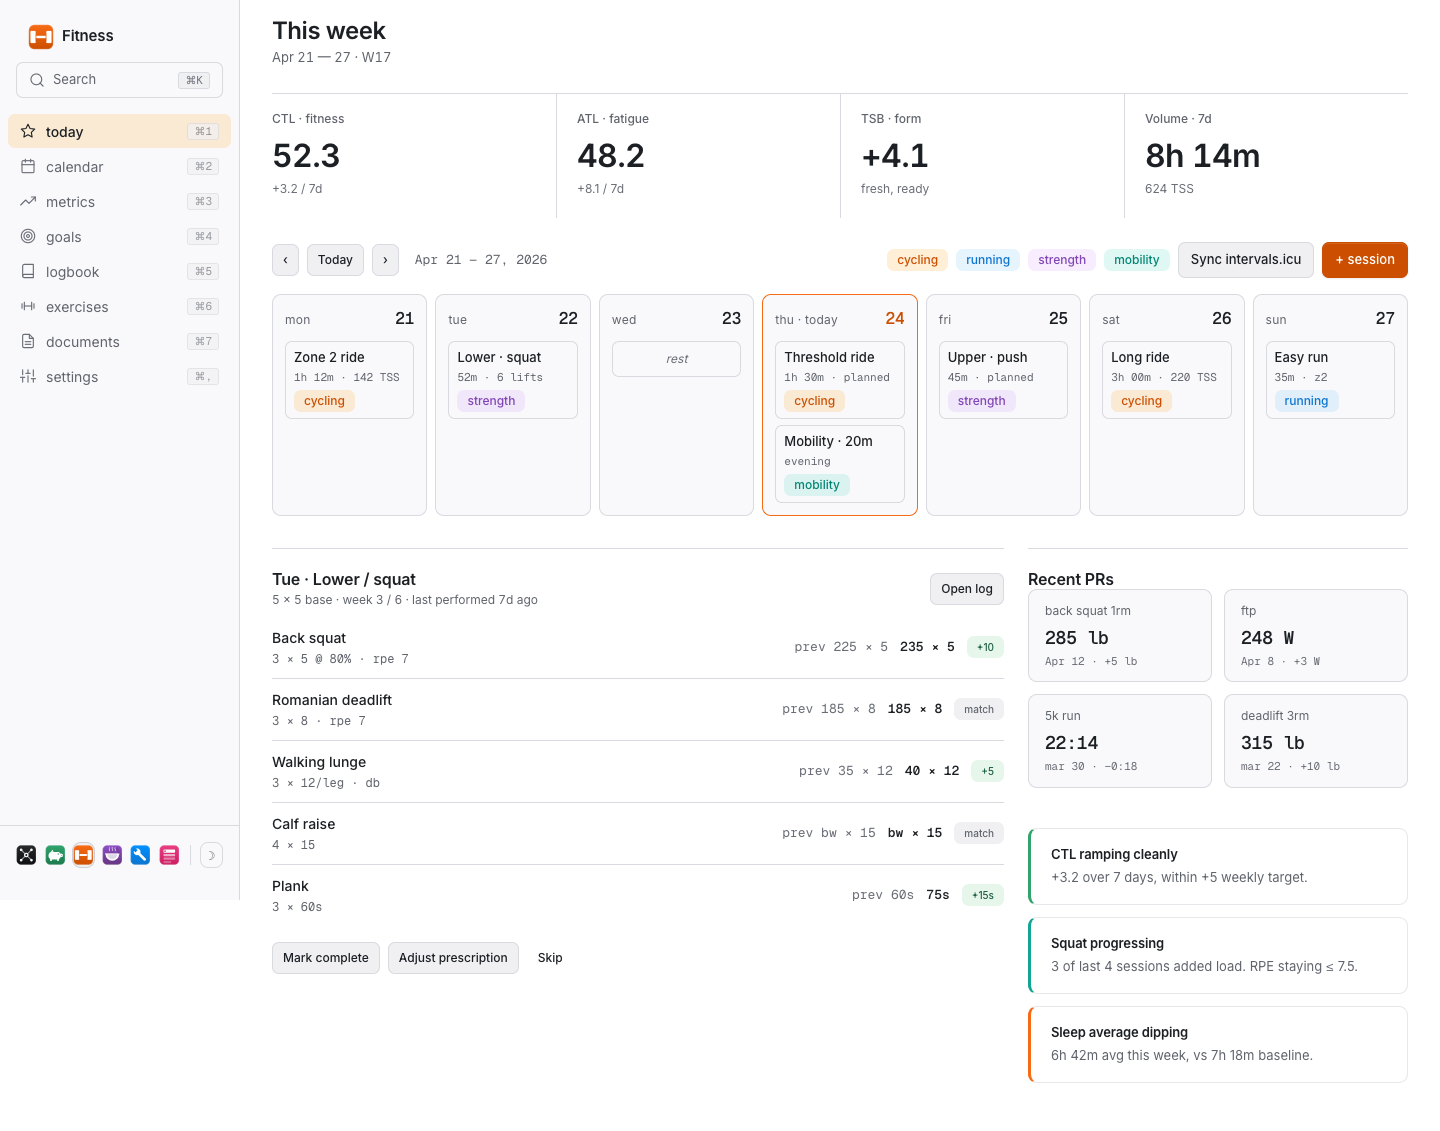 Fitness
Search ⌘K
today ⌘1
calendar ⌘2
metrics ⌘3
goals ⌘4
logbook ⌘5
exercises ⌘6
documents ⌘7
settings ⌘,
This week
Apr 21 — 27 · W17
CTL · fitness
52.3
+3.2 / 7d
ATL · fatigue
48.2
+8.1 / 7d
TSB · form
+4.1
fresh, ready
Volume · 7d
8h 14m
624 TSS
‹ Today › Apr 21 – 27, 2026
cycling running strength mobility Sync intervals.icu + session
mon 21
Zone 2 ride
1h 12m · 142 TSS
cycling
tue 22
Lower · squat
52m · 6 lifts
strength
wed 23
rest
thu · today 24
Threshold ride
1h 30m · planned
cycling
Mobility · 20m
evening
mobility
fri 25
Upper · push
45m · planned
strength
sat 26
Long ride
3h 00m · 220 TSS
cycling
sun 27
Easy run
35m · z2
running
Tue · Lower / squat
5 × 5 base · week 3 / 6 · last performed 7d ago
Open log
Back squat
3 × 5 @ 80% · rpe 7
prev 225 × 5 235 × 5 +10
Romanian deadlift
3 × 8 · rpe 7
prev 185 × 8 185 × 8 match
Walking lunge
3 × 12/leg · db
prev 35 × 12 40 × 12 +5
Calf raise
4 × 15
prev bw × 15 bw × 15 match
Plank
3 × 60s
prev 60s 75s +15s
Mark complete Adjust prescription Skip
Recent PRs
back squat 1rm
285 lb
Apr 12 · +5 lb
ftp
248 W
Apr 8 · +3 W
5k run
22:14
mar 30 · −0:18
deadlift 3rm
315 lb
mar 22 · +10 lb
CTL ramping cleanly
+3.2 over 7 days, within +5 weekly target.
Squat progressing
3 of last 4 sessions added load. RPE staying ≤ 7.5.
Sleep average dipping
6h 42m avg this week, vs 7h 18m baseline.